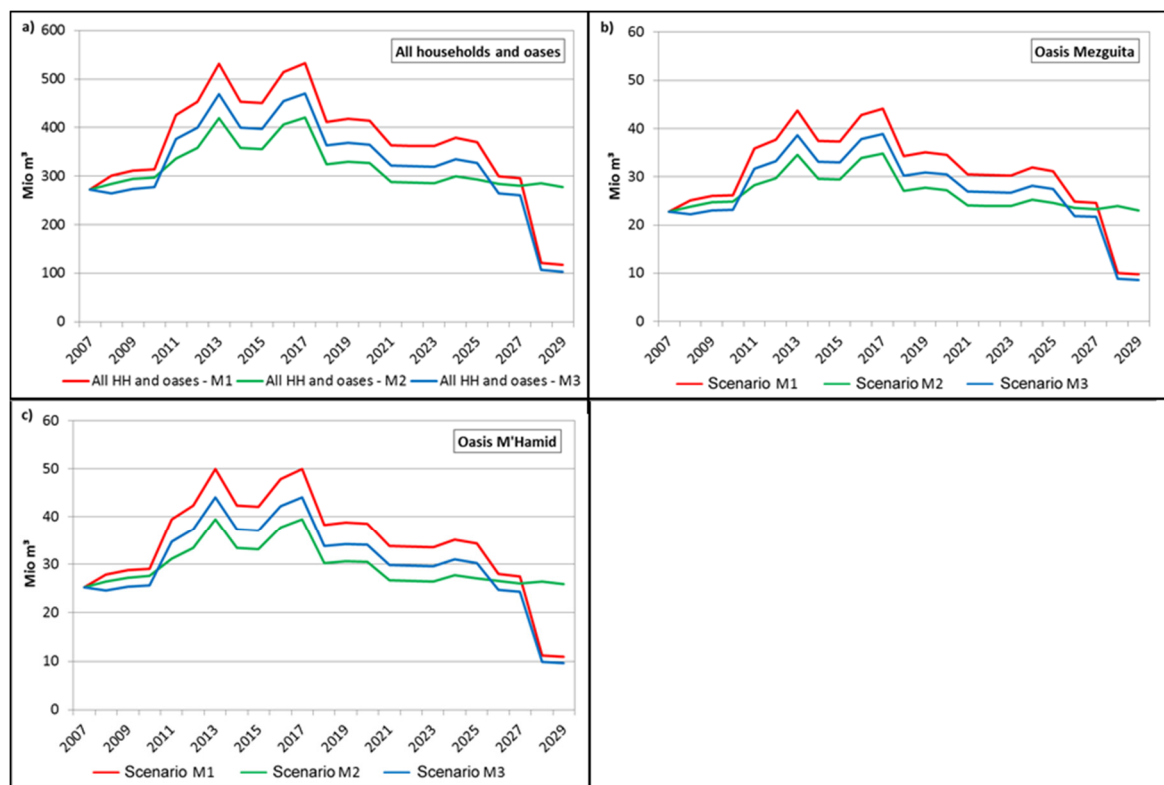 a)
All households and oases
Mio m³
600
500
400
300
200
100
0
2007 2009 2011 2013 2015 2017 2019 2021 2023 2025 2027 2029
All HH and oases - M1 All HH and oases - M2 All HH and oases - M3
b)
Oasis Mezguita
Mio m³
60
50
40
30
20
10
0
2007 2009 2011 2013 2015 2017 2019 2021 2023 2025 2027 2029
Scenario M1 Scenario M2 Scenario M3
c)
Oasis M'Hamid
Mio m³
60
50
40
30
20
10
0
2007 2009 2011 2013 2015 2017 2019 2021 2023 2025 2027 2029
Scenario M1 Scenario M2 Scenario M3